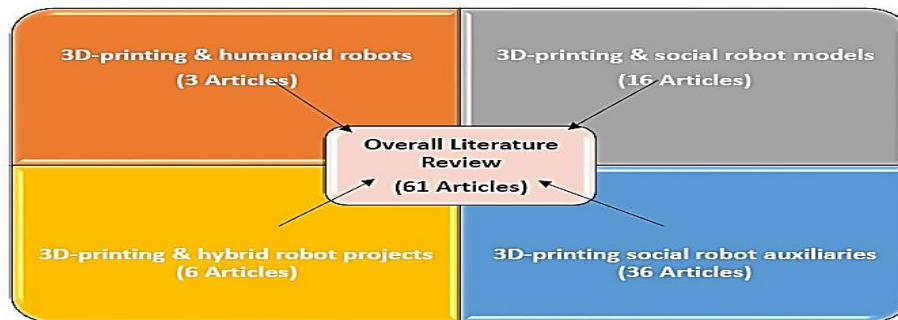 3D-printing & humanoid robots
(3 Articles)
3D-printing & social robot models
(16 Articles)
Overall Literature
Review
(61 Articles)
3D-printing & hybrid robot projects
(6 Articles)
3D-printing social robot auxiliaries
(36 Articles)